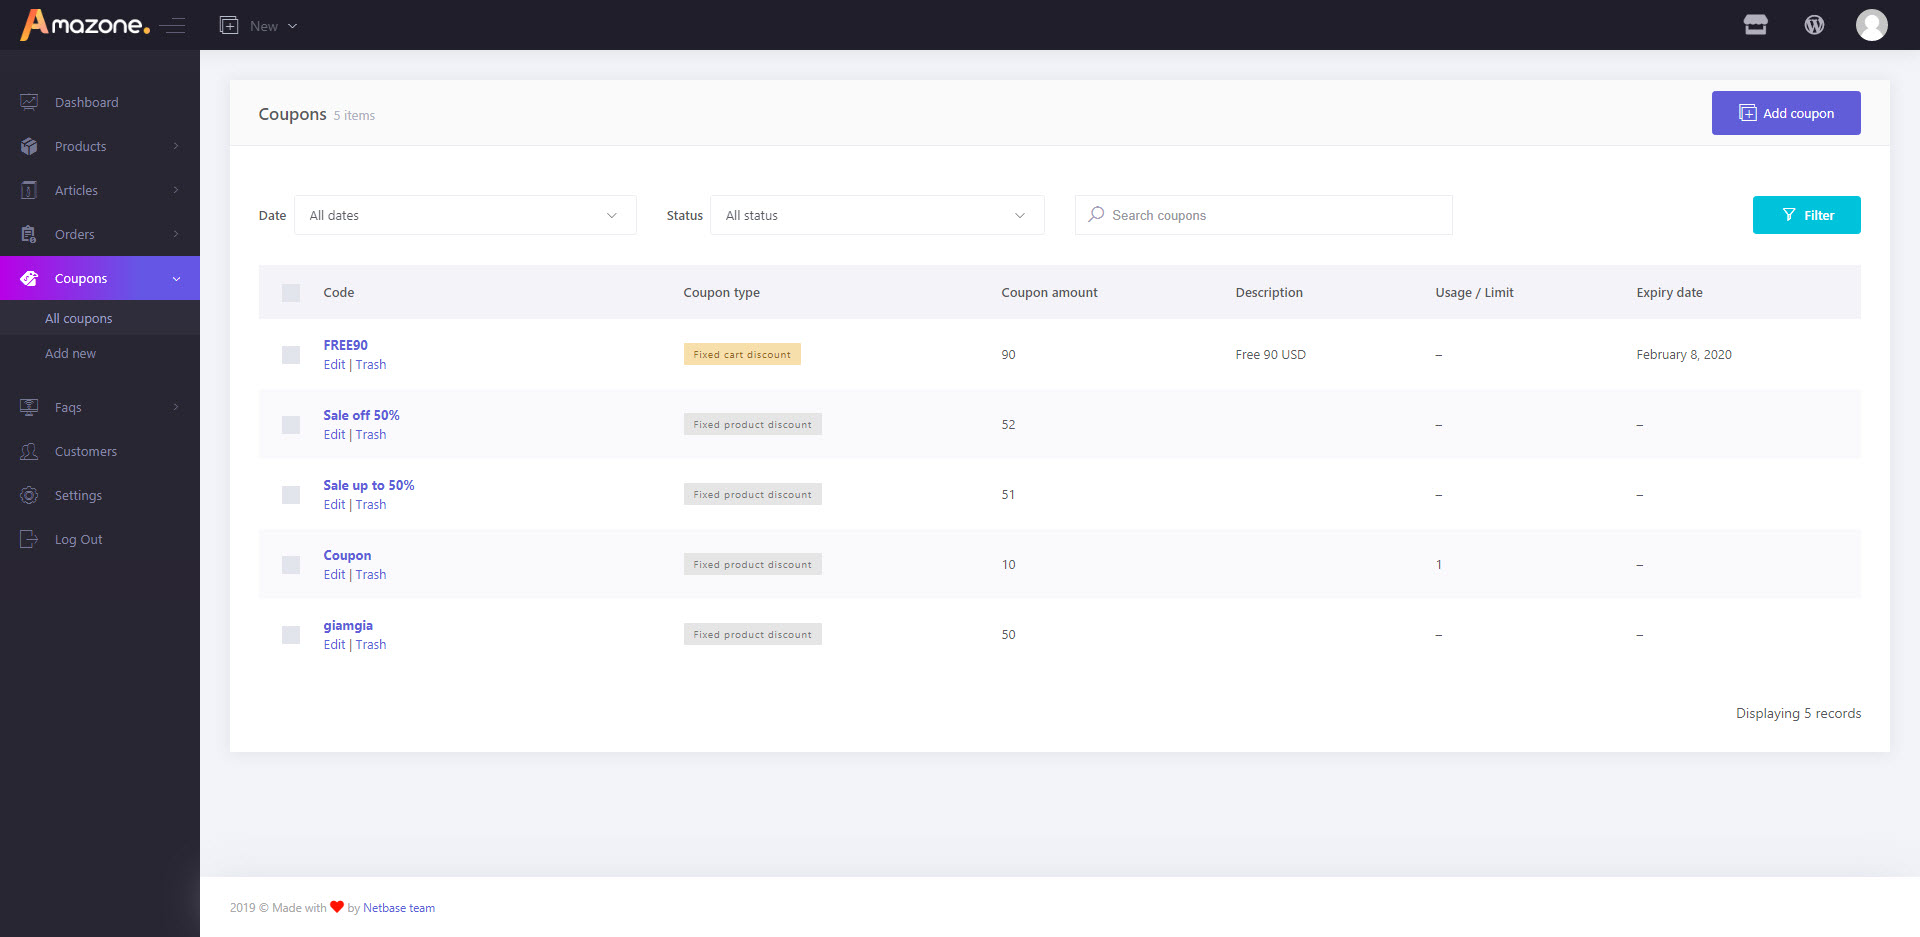 Amazone.
New
Dashboard
Products
Articles
Orders
Coupons
All coupons
Add new
Faqs
Customers
Settings
Log Out
Coupons 5 items
Add coupon
Date All dates Status All status Search coupons Filter
Code Coupon type Coupon amount Description Usage / Limit Expiry date
FREE90
Edit | Trash
Fixed cart discount 90 Free 90 USD – February 8, 2020
Sale off 50%
Edit | Trash
Fixed product discount 52 – –
Sale up to 50%
Edit | Trash
Fixed product discount 51 – –
Coupon
Edit | Trash
Fixed product discount 10 1 –
giamgia
Edit | Trash
Fixed product discount 50 – –
Displaying 5 records
2019 © Made with ❤ by Netbase team